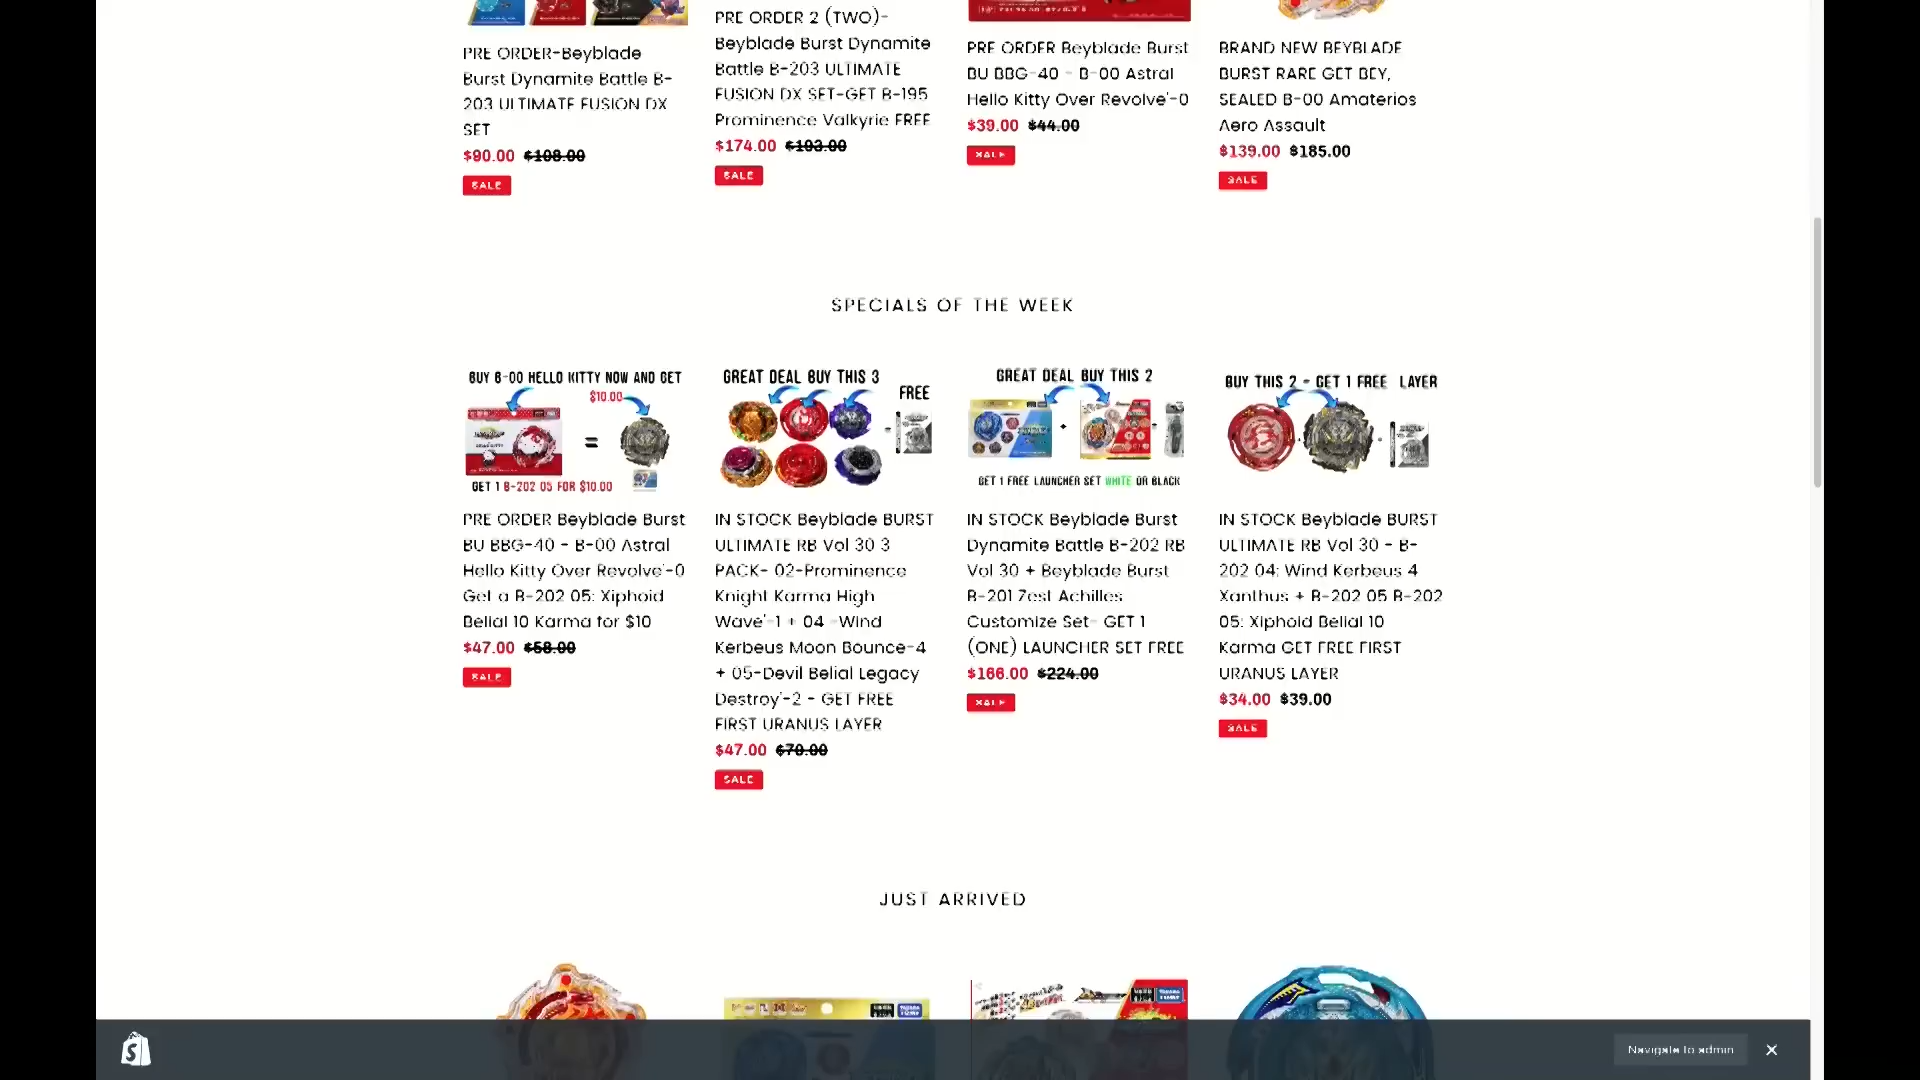 PRE ORDER-Beyblade
Burst Dynamite Battle B-
203 ULTIMATE FUSION DX
SET
$90.00 $108.00
SALE
PRE ORDER 2 (TWO)-
Beyblade Burst Dynamite
Battle B-203 ULTIMATE
FUSION DX SET-GET B-195
Prominence Valkyrie FREE
$174.00 $193.00
SALE
PRE ORDER Beyblade Burst
BU BBG-40 - B-00 Astral
Hello Kitty Over Revolve'-0
$39.00 $44.00
SALE
BRAND NEW BEYBLADE
BURST RARE GET BEY,
SEALED B-00 Amaterios
Aero Assault
$139.00 $185.00
SALE
SPECIALS OF THE WEEK
BUY B-00 HELLO KITTY NOW AND GET
$10.00
=
GET 1 B-202 05 FOR $10.00
PRE ORDER Beyblade Burst
BU BBG-40 - B-00 Astral
Hello Kitty Over Revolve'-0
Get a B-202 05: Xiphoid
Belial 10 Karma for $10
$47.00 $58.00
SALE
GREAT DEAL BUY THIS 3
FREE
IN STOCK Beyblade BURST
ULTIMATE RB Vol 30 3
PACK- 02-Prominence
Knight Karma High
Wave'-1 + 04 -Wind
Kerbeus Moon Bounce-4
+ 05-Devil Belial Legacy
Destroy'-2 - GET FREE
FIRST URANUS LAYER
$47.00 $70.00
SALE
GREAT DEAL BUY THIS 2
GET 1 FREE LAUNCHER SET WHITE OR BLACK
IN STOCK Beyblade Burst
Dynamite Battle B-202 RB
Vol 30 + Beyblade Burst
B-201 Zest Achilles
Customize Set- GET 1
(ONE) LAUNCHER SET FREE
$166.00 $224.00
SALE
BUY THIS 2 - GET 1 FREE LAYER
IN STOCK Beyblade BURST
ULTIMATE RB Vol 30 - B-
202 04: Wind Kerbeus 4
Xanthus + B-202 05 B-202
05: Xiphoid Belial 10
Karma GET FREE FIRST
URANUS LAYER
$34.00 $39.00
SALE
JUST ARRIVED
Navigate to admin